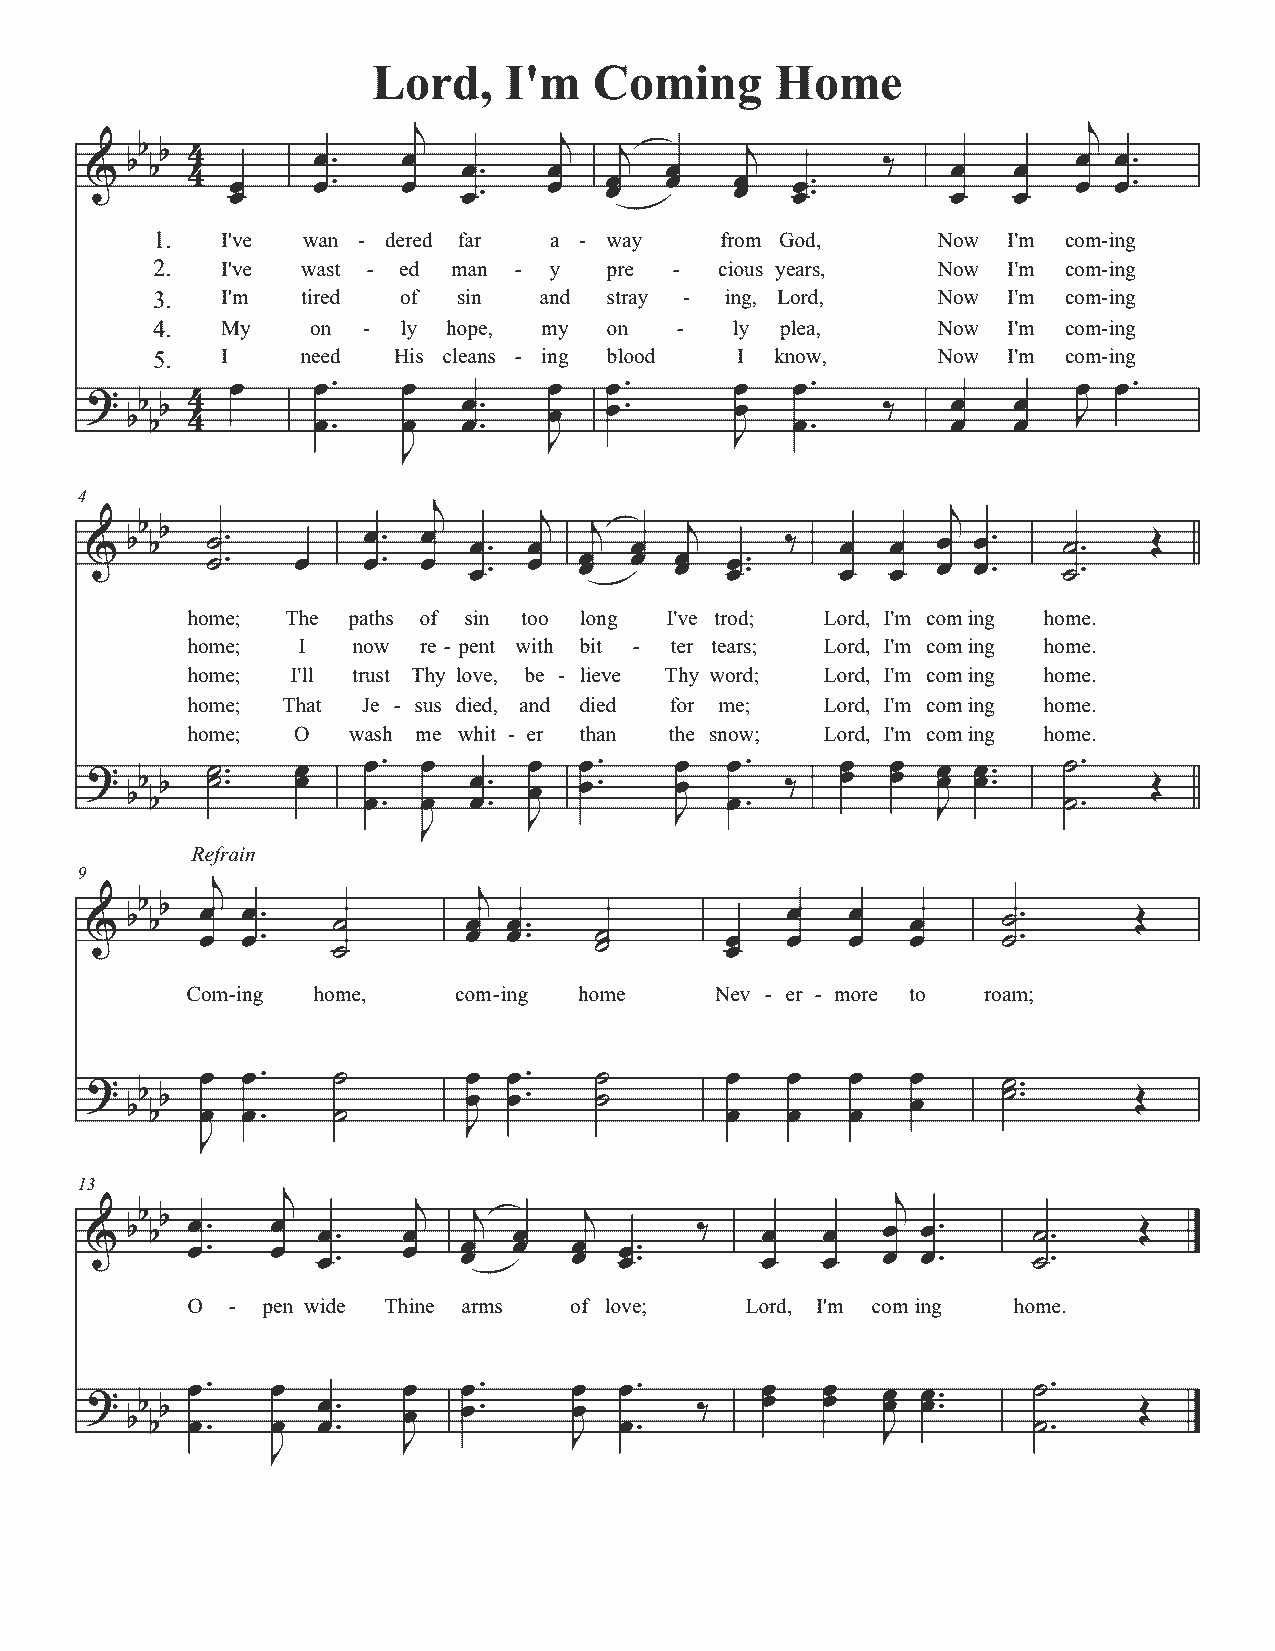 Lord, I'm Coming Home
1. I've wan - dered far a - way from God, Now I'm com-ing
2. I've wast - ed man - y pre - cious years, Now I'm com-ing
3. I'm tired of sin and stray - ing, Lord, Now I'm com-ing
4. My on - ly hope, my on - ly plea, Now I'm com-ing
5. I need His cleans - ing blood I know, Now I'm com-ing
4
home; The paths of sin too long I've trod; Lord, I'm com ing home.
home; I now re - pent with bit - ter tears; Lord, I'm com ing home.
home; I'll trust Thy love, be - lieve Thy word; Lord, I'm com ing home.
home; That Je - sus died, and died for me; Lord, I'm com ing home.
home; O wash me whit - er than the snow; Lord, I'm com ing home.
Refrain
9
Com-ing home, com-ing home Nev - er - more to roam;
13
O - pen wide Thine arms of love; Lord, I'm com ing home.